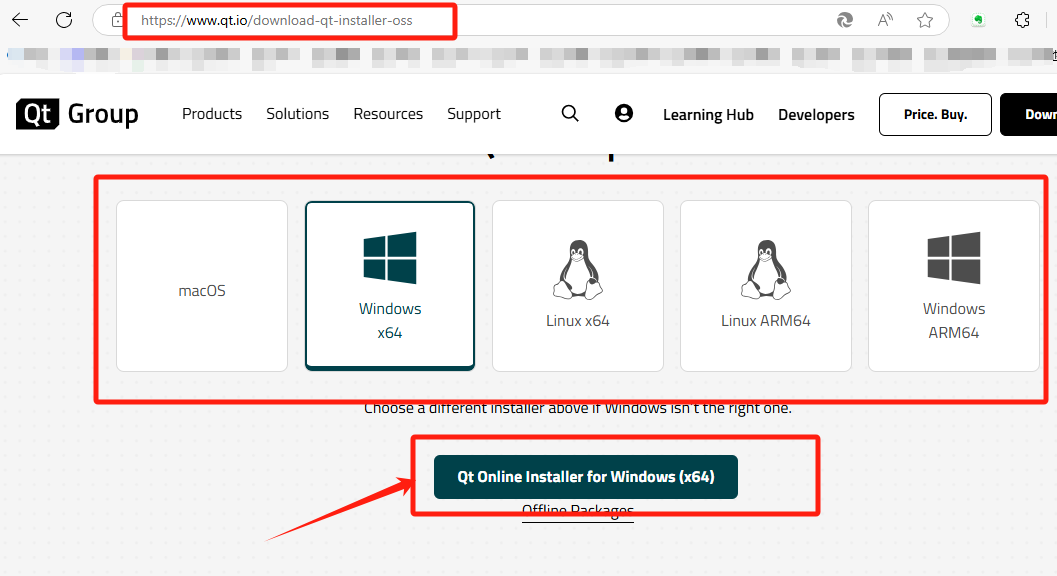 https://www.qt.io/download-qt-installer-oss
Qt Group
Products
Solutions
Resources
Support
Learning Hub
Developers
Price. Buy.
Down
macOS
Windows
x64
Linux x64
Linux ARM64
Windows
ARM64
Choose a different installer above if Windows isn't the right one.
Qt Online Installer for Windows (x64)
Offline Packages